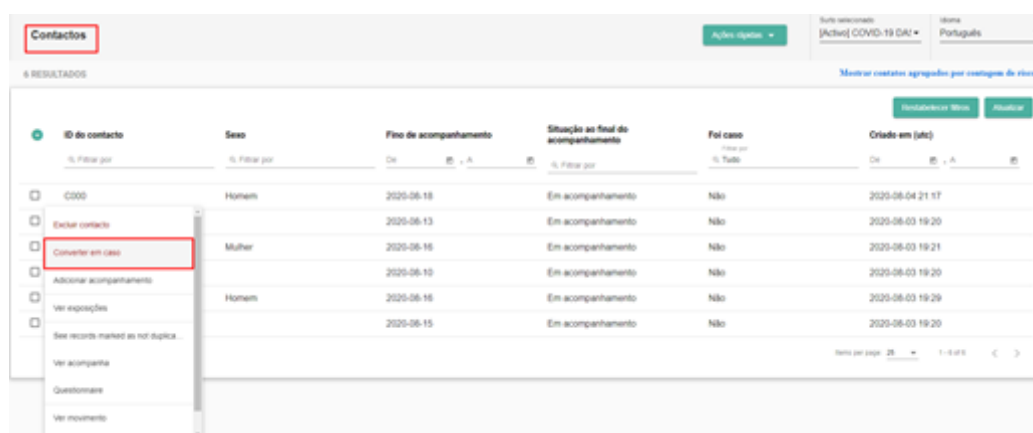 Contactos
Ações rápidas
Surto selecionado
[Activo] COVID-19 DAS
Idioma
Português
6 RESULTADOS
Mostrar contatos agrupados por contagem de risc
Restabelecer filtros
Atualizar
ID do contacto
Sexo
Fino de acompanhamento
Situação ao final do
acompanhamento
Foi caso
Criado em (utc)
Filtrar por
Filtrar por
De
, A
Filtrar por
Filtrar por
Tudo
De
, A
C000 Homem 2020-08-18 Em acompanhamento Não 2020-08-04 21:17
2020-08-13 Em acompanhamento Não 2020-08-03 19:20
Mulher 2020-08-16 Em acompanhamento Não 2020-08-03 19:21
2020-08-10 Em acompanhamento Não 2020-08-03 19:20
Homem 2020-08-16 Em acompanhamento Não 2020-08-03 19:29
2020-08-15 Em acompanhamento Não 2020-08-03 19:20
Excluir contacto
Converter em caso
Adicionar acompanhamento
Ver exposições
See records marked as not duplica...
Ver acompanha
Questionnaire
Ver movimento
Items per page 25
1 - 6 of 6